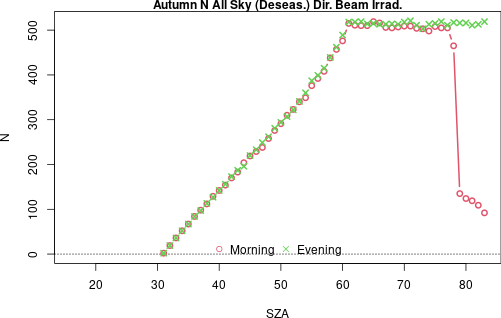 Autumn N All Sky (Deseas.) Dir. Beam Irrad.
500
400
300
200
100
0
N
Morning Evening
20 30 40 50 60 70 80
SZA